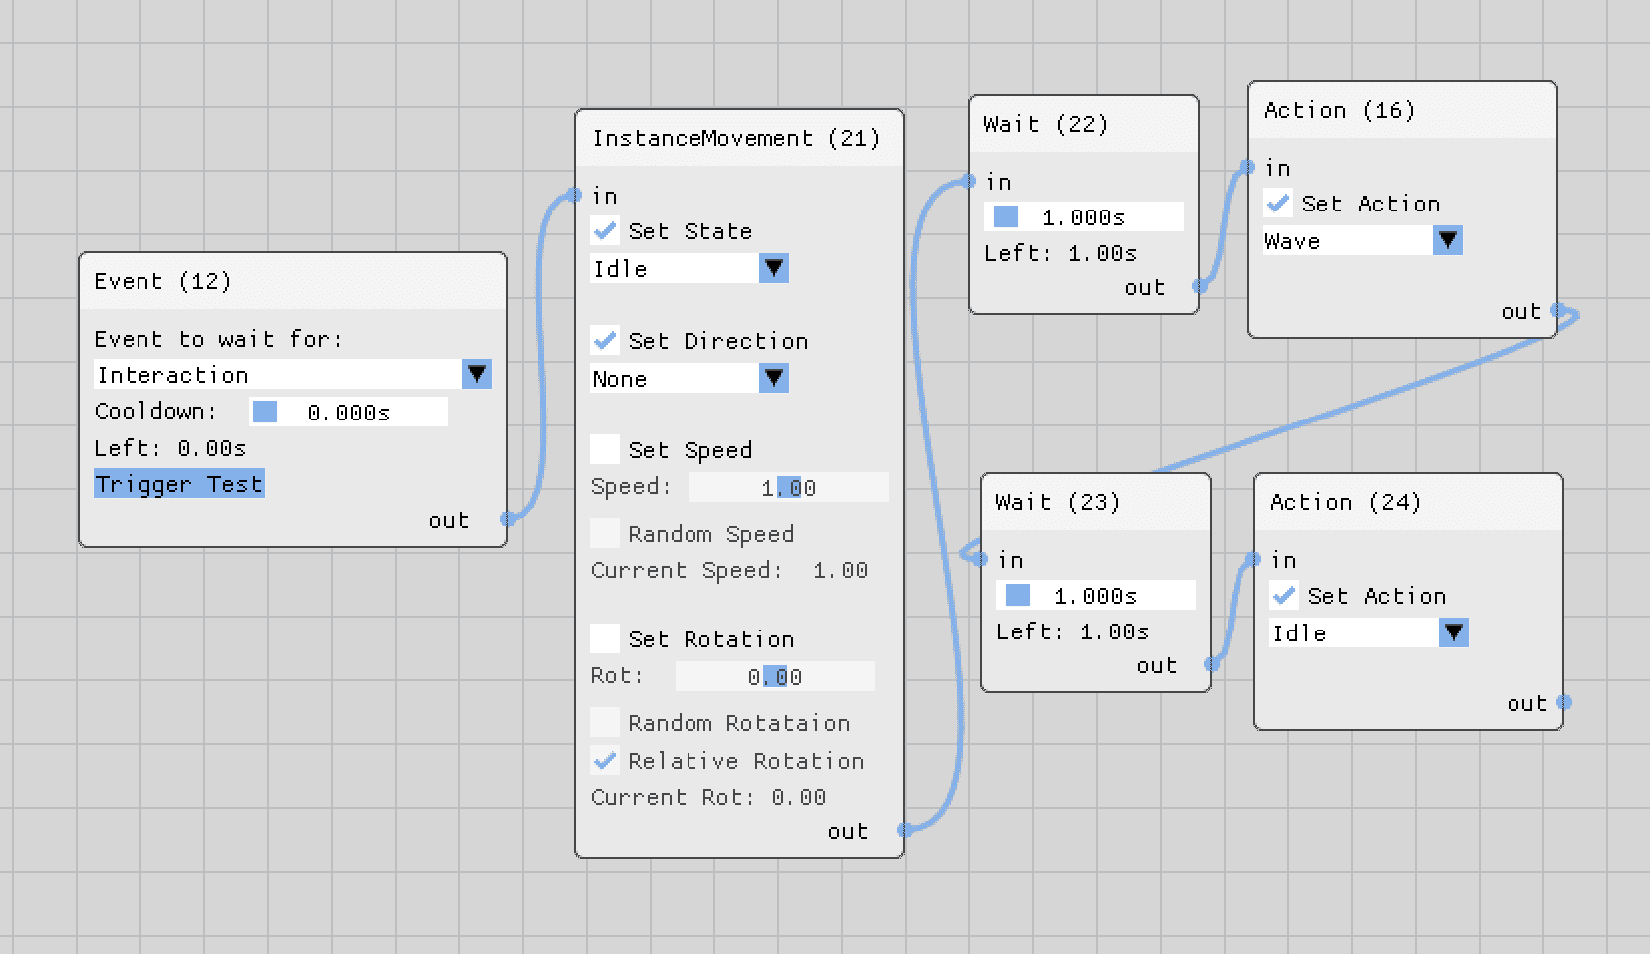 Event (12)
Event to wait for:
Interaction
Cooldown: 0.000s
Left: 0.00s
Trigger Test
out
InstanceMovement (21)
in
Set State
Idle
Set Direction
None
Set Speed
Speed: 1.00
Random Speed
Current Speed: 1.00
Set Rotation
Rot: 0.00
Random Rotataion
Relative Rotation
Current Rot: 0.00
out
Wait (22)
in
1.000s
Left: 1.00s
out
Action (16)
in
Set Action
Wave
out
Wait (23)
in
1.000s
Left: 1.00s
out
Action (24)
in
Set Action
Idle
out